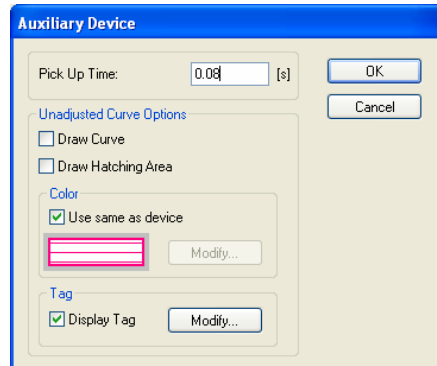 Auxiliary Device
Pick Up Time: 0.08 [s]
OK
Cancel
Unadjusted Curve Options
Draw Curve
Draw Hatching Area
Color
Use same as device
Modify...
Tag
Display Tag Modify...